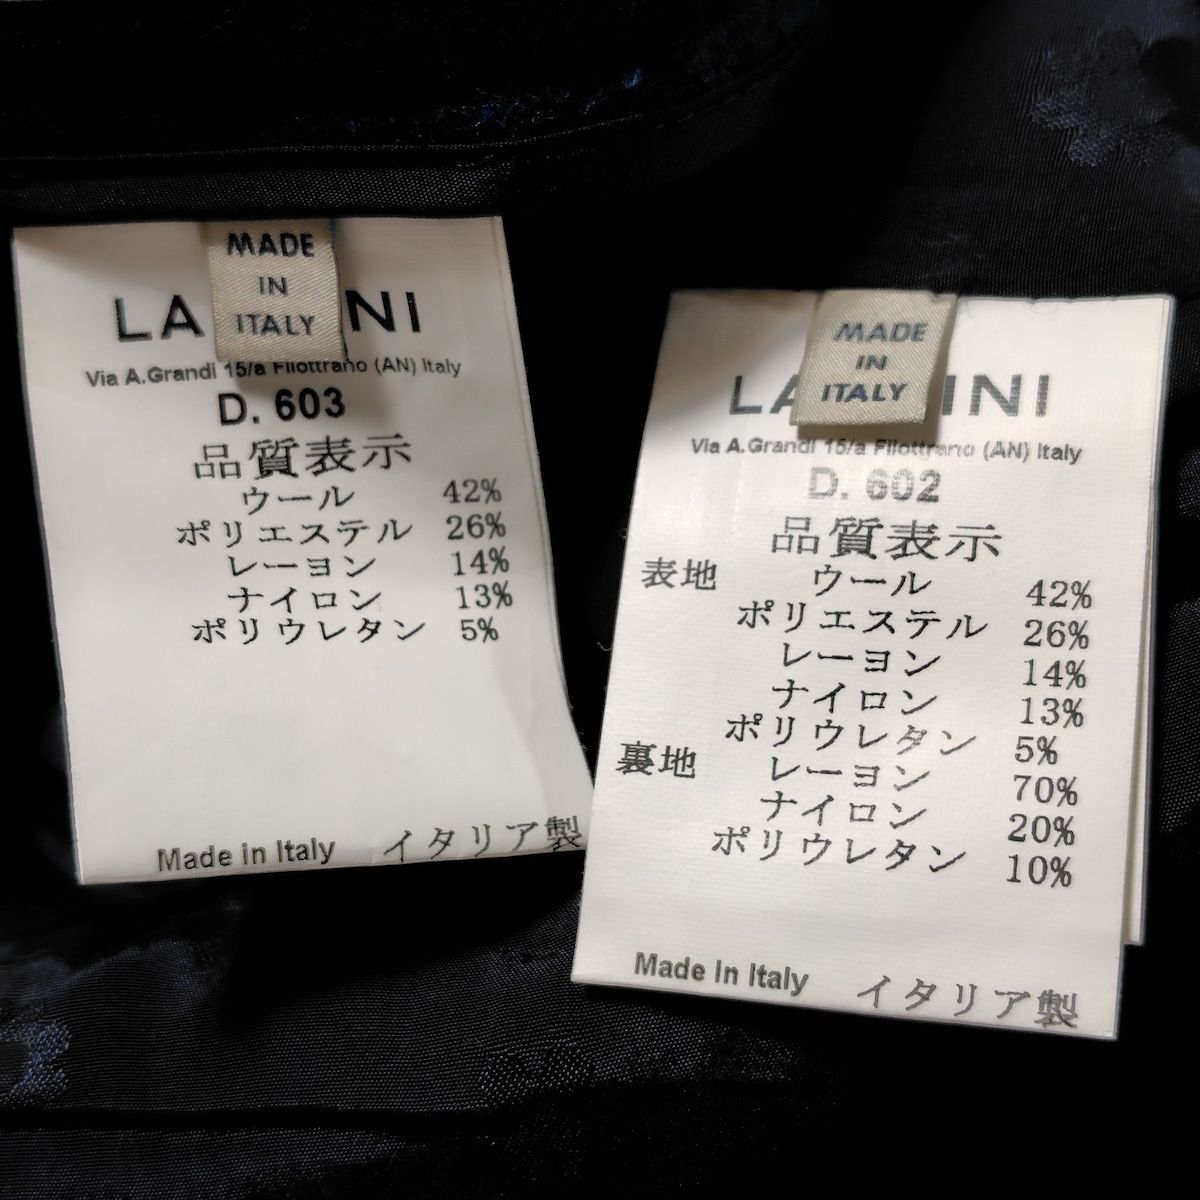 MADE
IN
ITALY
LA NI
Via A.Grandi 15/a Filottrano (AN) Italy
D. 603
品質表示
ウール 42%
ポリエステル 26%
レーヨン 14%
ナイロン 13%
ポリウレタン 5%
Made in Italy イタリア製
MADE
IN
ITALY
LA INI
Via A.Grandi 15/a Filottrano (AN) Italy
D. 602
品質表示
表地 ウール 42%
ポリエステル 26%
レーヨン 14%
ナイロン 13%
ポリウレタン 5%
裏地 レーヨン 70%
ナイロン 20%
ポリウレタン 10%
Made in Italy イタリア製